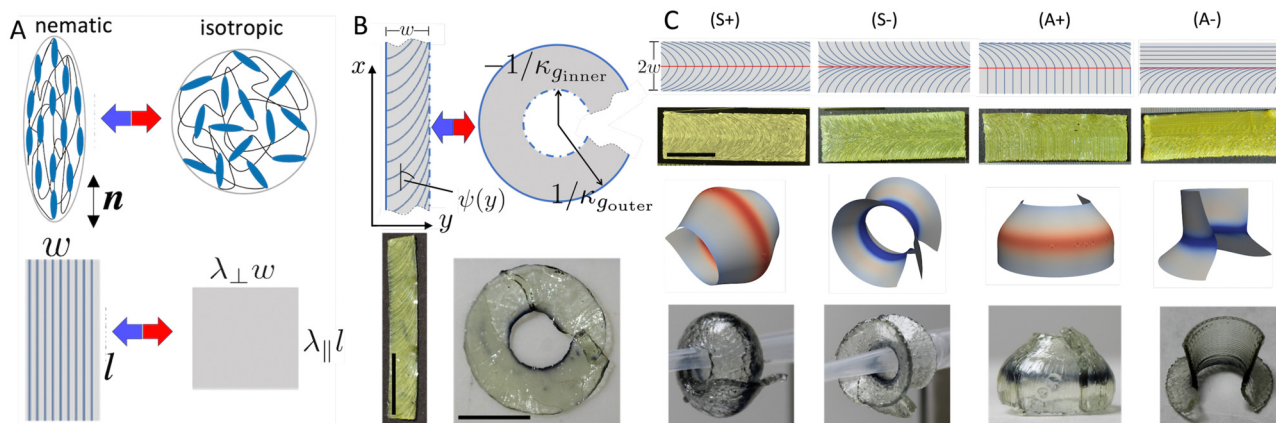 A
nematic
isotropic
n
w
l
λ⊥w
λ∥l
B
w
x
y
ψ(y)
−1/κg_inner
1/κg_outer
C
(S+)
(S-)
(A+)
(A-)
2w